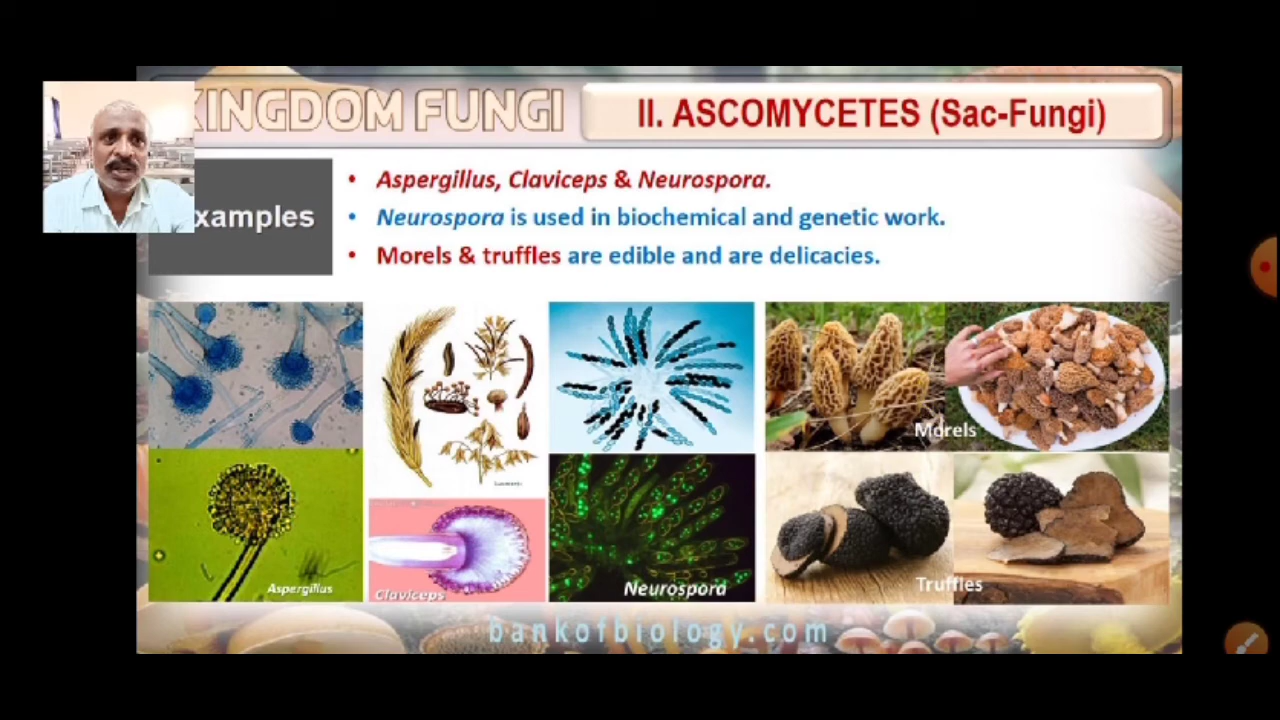 KINGDOM FUNGI
II. ASCOMYCETES (Sac-Fungi)
xamples
• Aspergillus, Claviceps & Neurospora.
• Neurospora is used in biochemical and genetic work.
• Morels & truffles are edible and are delicacies.
Morels
Aspergillus
Claviceps
Neurospora
Truffles
bankofbiology.com